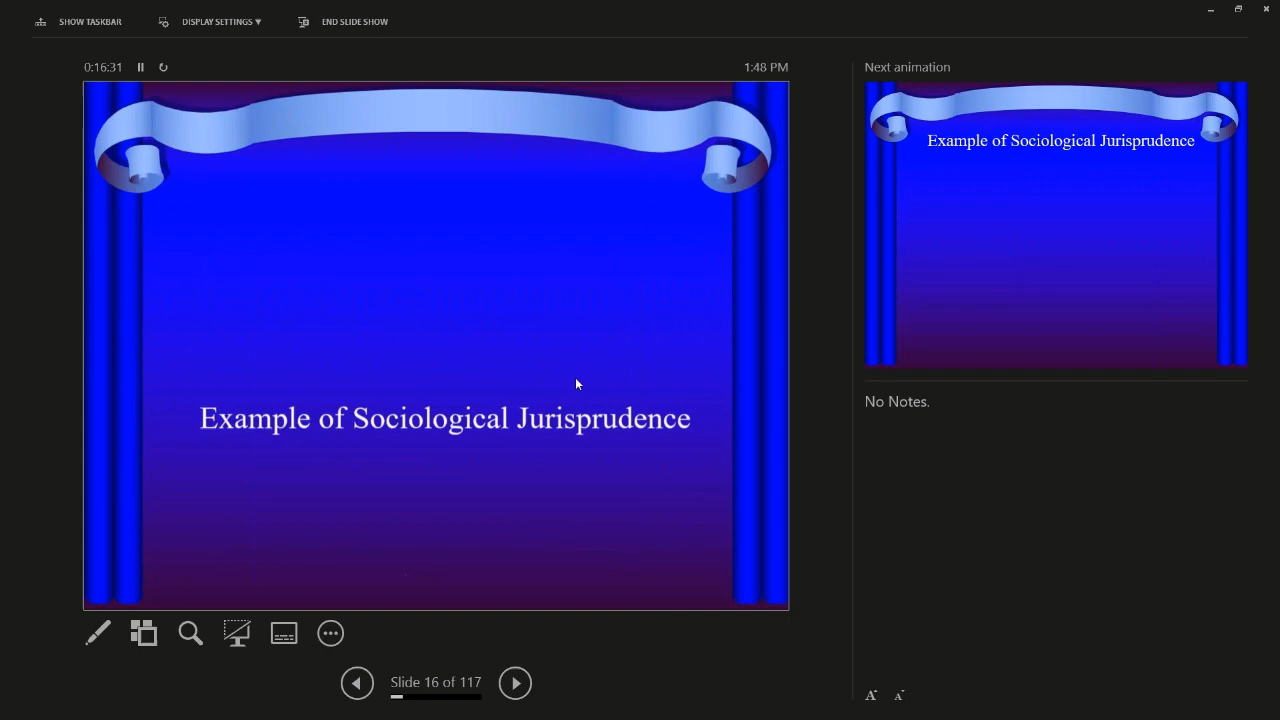 SHOW TASKBAR
DISPLAY SETTINGS ▾
END SLIDE SHOW
0:16:31
1:48 PM
Next animation
Example of Sociological Jurisprudence
Example of Sociological Jurisprudence
No Notes.
Slide 16 of 117
A A